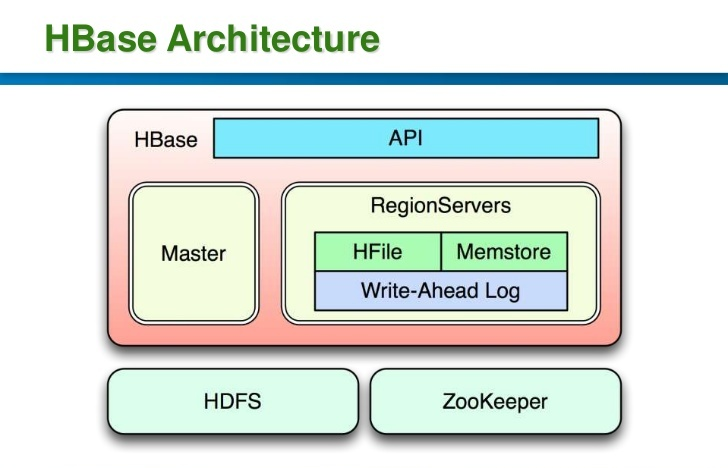 HBase Architecture
HBase
API
Master
RegionServers
HFile
Memstore
Write-Ahead Log
HDFS
ZooKeeper